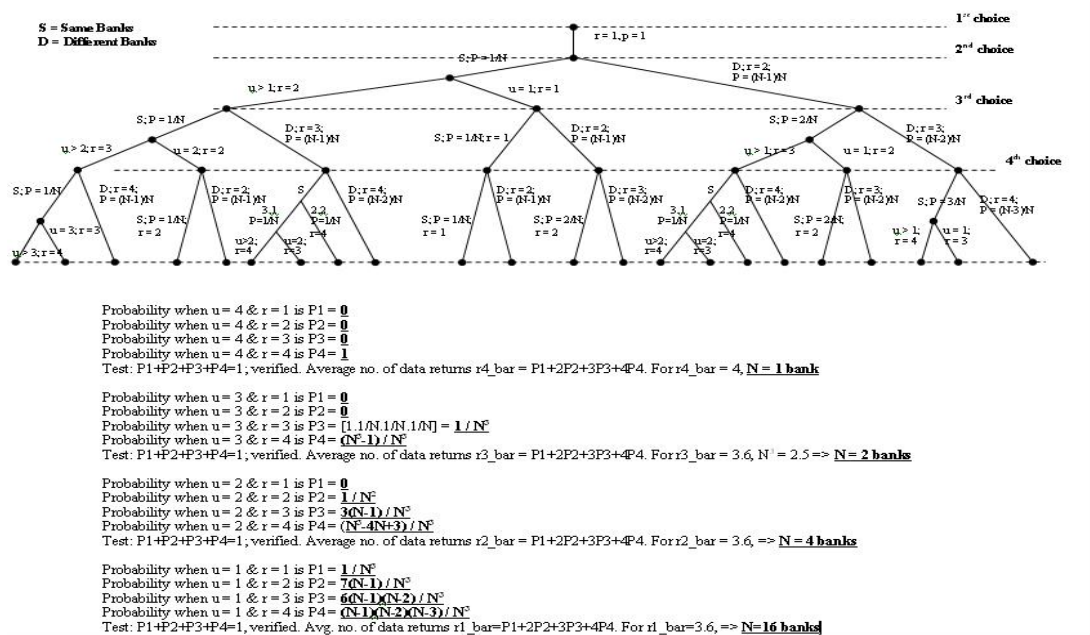 S = Same Banks
D = Different Banks
1st choice
r = 1, p = 1
2nd choice
S; P = 1/N
D; r = 2;
P = (N-1)/N
u > 1; r = 2
u = 1; r = 1
3rd choice
S; P = 1/N
D; r = 3;
P = (N-1)/N
S; P = 1/N; r = 1
D; r = 2;
P = (N-1)/N
S; P = 2/N
D; r = 3;
P = (N-2)/N
u > 2; r = 3
u = 2; r = 2
u > 1; r = 3
u = 1; r = 2
4th choice
S; P = 1/N
D; r = 4;
P = (N-1)/N
D; r = 2;
P = (N-1)/N
S
D; r = 4;
P = (N-2)/N
D; r = 2;
P = (N-1)/N
D; r = 3;
P = (N-2)/N
S
D; r = 4;
P = (N-2)/N
D; r = 3;
P = (N-2)/N
S; P = 3/N
D; r = 4;
P = (N-3)/N
u = 3; r = 3
S; P = 1/N;
r = 2
3,1
P=1/N
2,2
P=1/N
r=4
S; P = 1/N;
r = 1
S; P = 2/N;
r = 2
3,1
P=1/N
2,2
P=1/N
r=4
S; P = 2/N;
r = 2
u > 1;
r = 4
u = 1;
r = 3
u > 3; r = 4
u>2;
r=4
u=2;
r=3
u>2;
r=4
u=2;
r=3
Probability when u = 4 & r = 1 is P1 = 0
Probability when u = 4 & r = 2 is P2 = 0
Probability when u = 4 & r = 3 is P3 = 0
Probability when u = 4 & r = 4 is P4 = 1
Test: P1+P2+P3+P4=1; verified. Average no. of data returns r4_bar = P1+2P2+3P3+4P4. For r4_bar = 4, N = 1 bank
Probability when u = 3 & r = 1 is P1 = 0
Probability when u = 3 & r = 2 is P2 = 0
Probability when u = 3 & r = 3 is P3 = [1.1/N.1/N.1/N] = 1 / N³
Probability when u = 3 & r = 4 is P4 = (N³-1) / N³
Test: P1+P2+P3+P4=1; verified. Average no. of data returns r3_bar = P1+2P2+3P3+4P4. For r3_bar = 3.6, N³ = 2.5 => N = 2 banks
Probability when u = 2 & r = 1 is P1 = 0
Probability when u = 2 & r = 2 is P2 = 1 / N²
Probability when u = 2 & r = 3 is P3 = 3(N-1) / N³
Probability when u = 2 & r = 4 is P4 = (N³-4N+3) / N³
Test: P1+P2+P3+P4=1; verified. Average no. of data returns r2_bar = P1+2P2+3P3+4P4. For r2_bar = 3.6, => N = 4 banks
Probability when u = 1 & r = 1 is P1 = 1 / N³
Probability when u = 1 & r = 2 is P2 = 7(N-1) / N³
Probability when u = 1 & r = 3 is P3 = 6(N-1)(N-2) / N³
Probability when u = 1 & r = 4 is P4 = (N-1)(N-2)(N-3) / N³
Test: P1+P2+P3+P4=1, verified. Avg. no. of data returns r1_bar=P1+2P2+3P3+4P4. For r1_bar=3.6, => N=16 banks